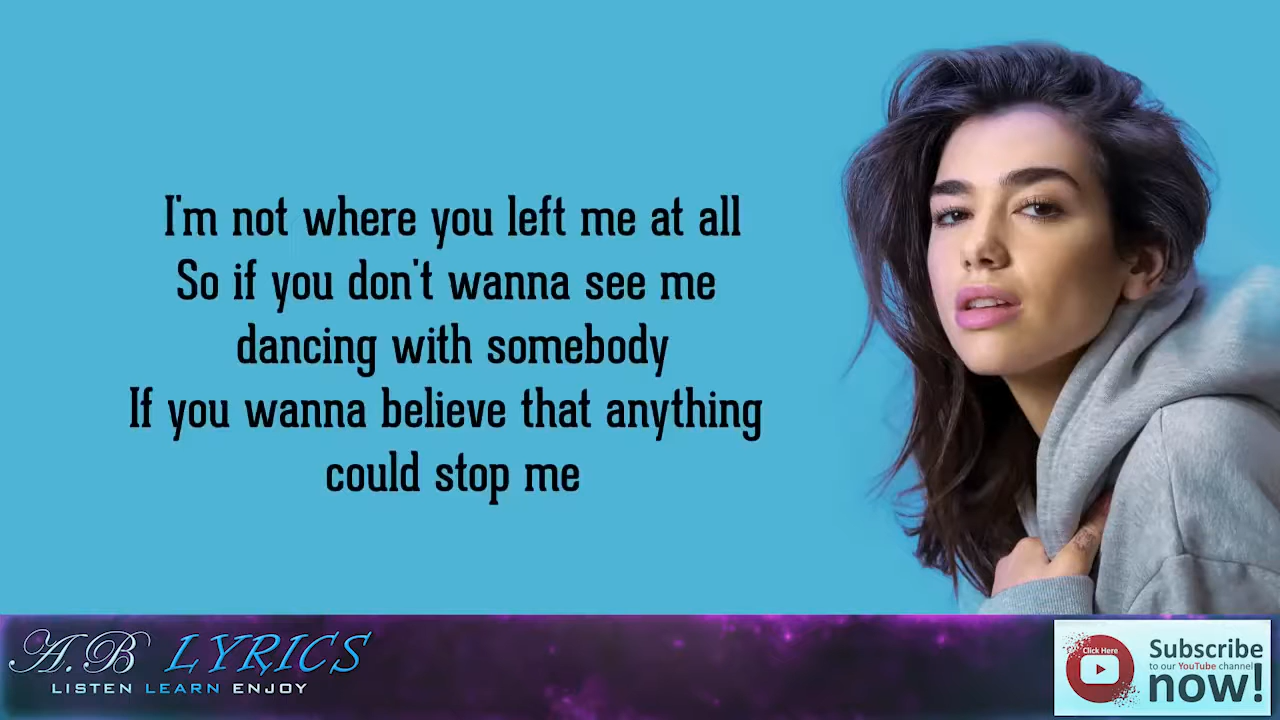 I'm not where you left me at all
So if you don't wanna see me
dancing with somebody
If you wanna believe that anything
could stop me
A.B LYRICS
LISTEN LEARN ENJOY
Click Here
Subscribe
to our YouTube channel
now!